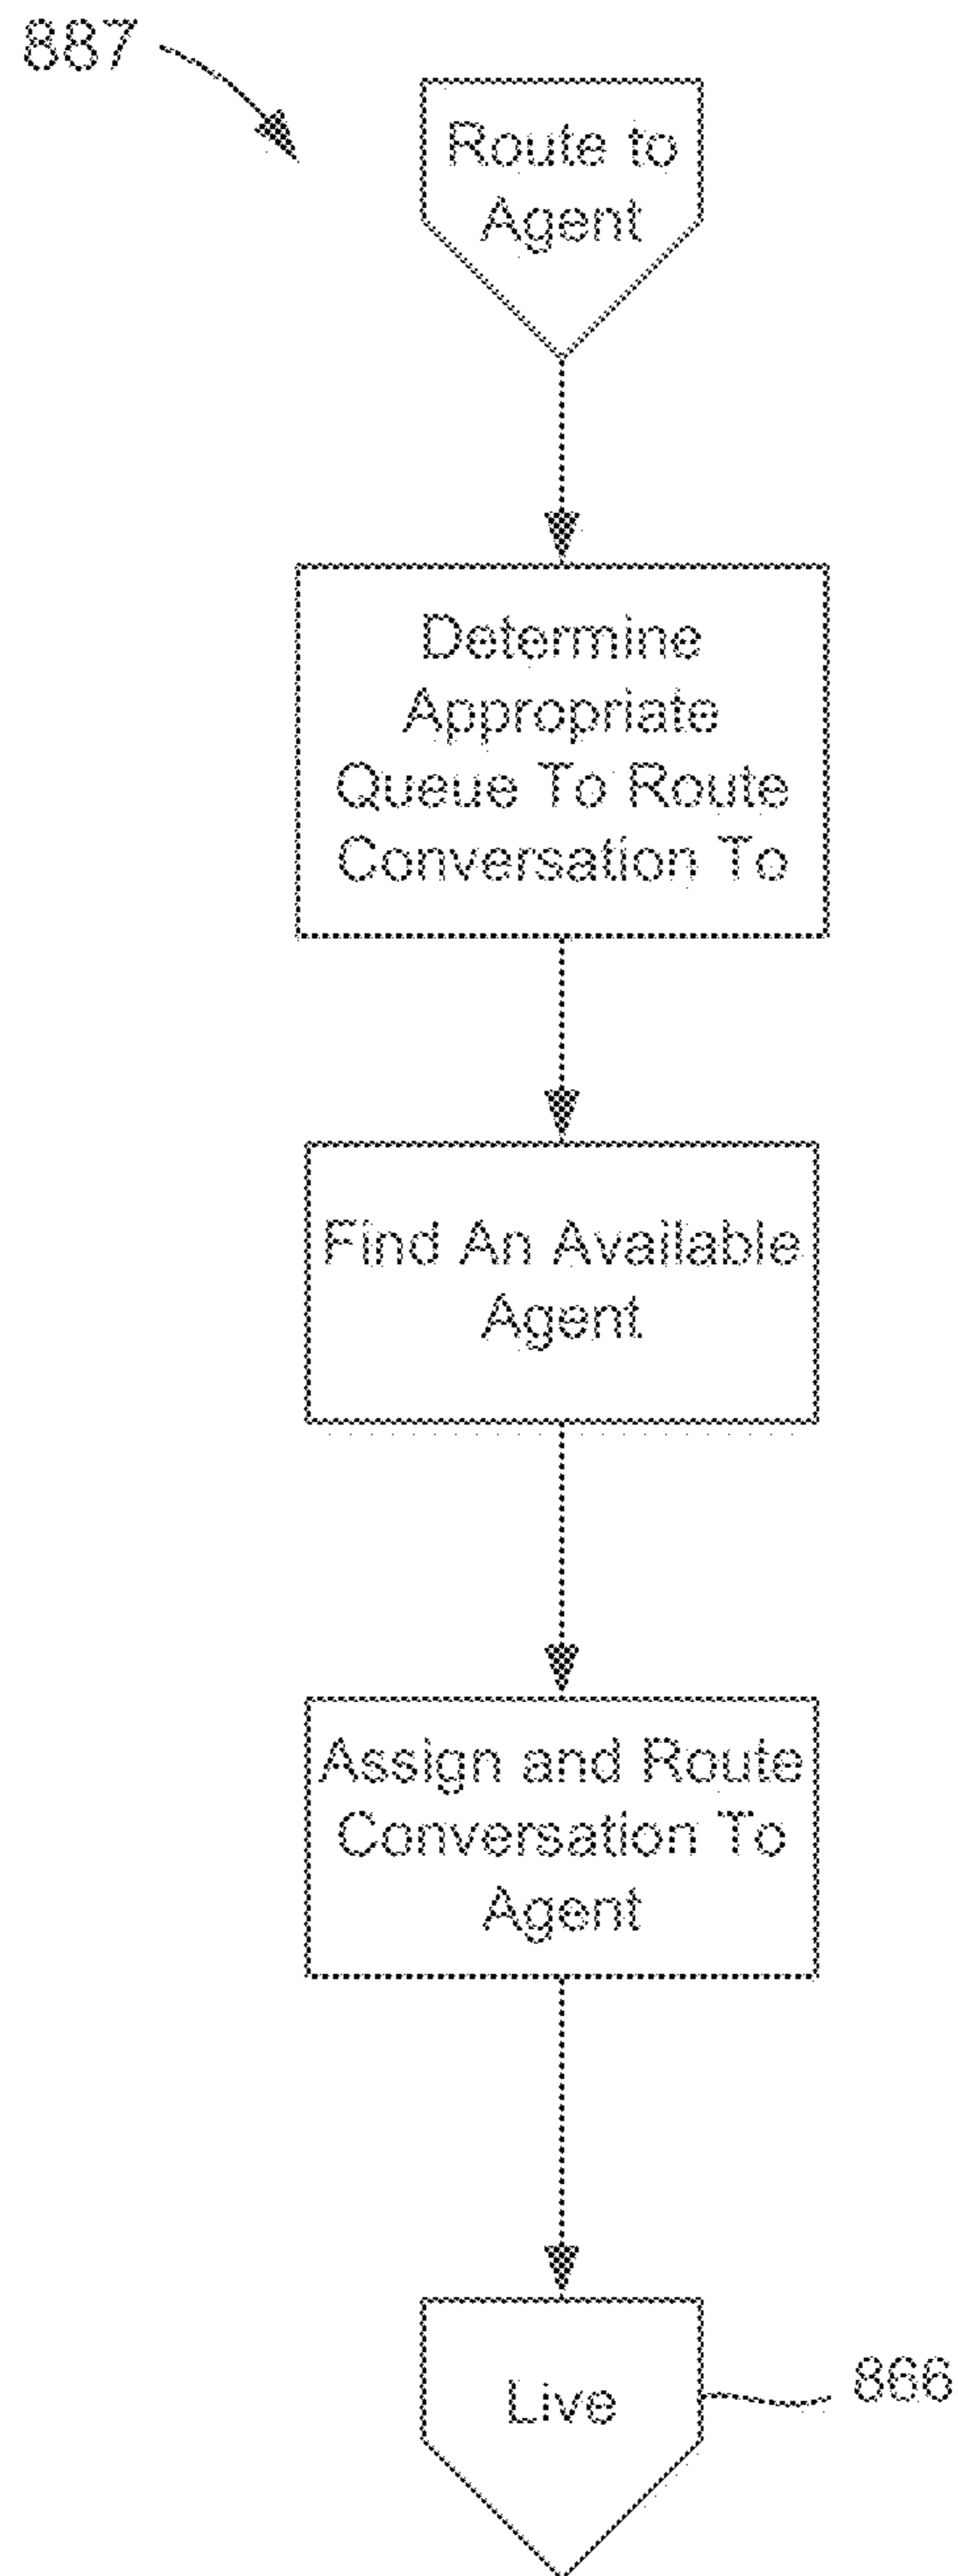 887
Route to
Agent
Determine
Appropriate
Queue To Route
Conversation To
Find An Available
Agent
Assign and Route
Conversation To
Agent
Live
866